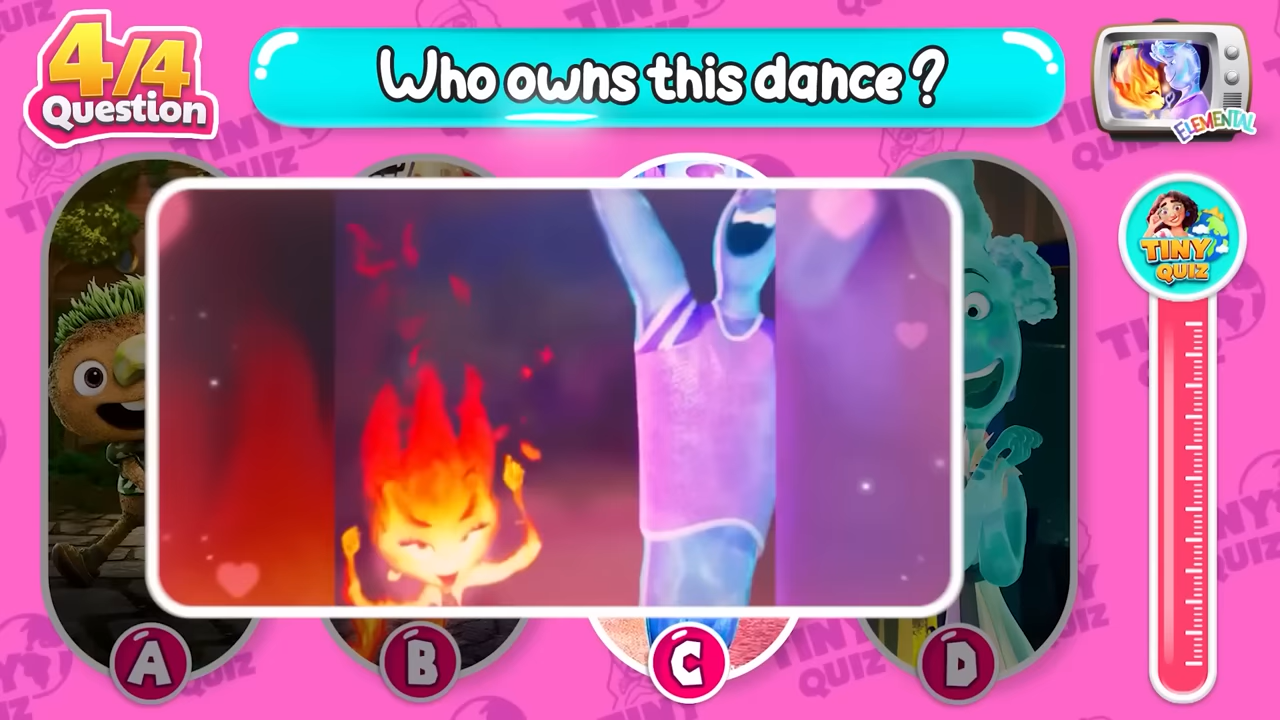 4/4
Question
Who owns this dance?
ELEMENTAL
TINY
QUIZ
A
B
C
D